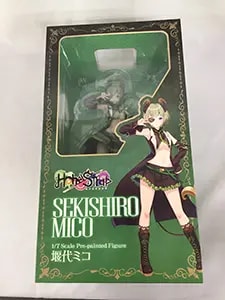 SEKISHIRO
MICO
1/7 Scale Pre-painted Figure
堰代ミコ